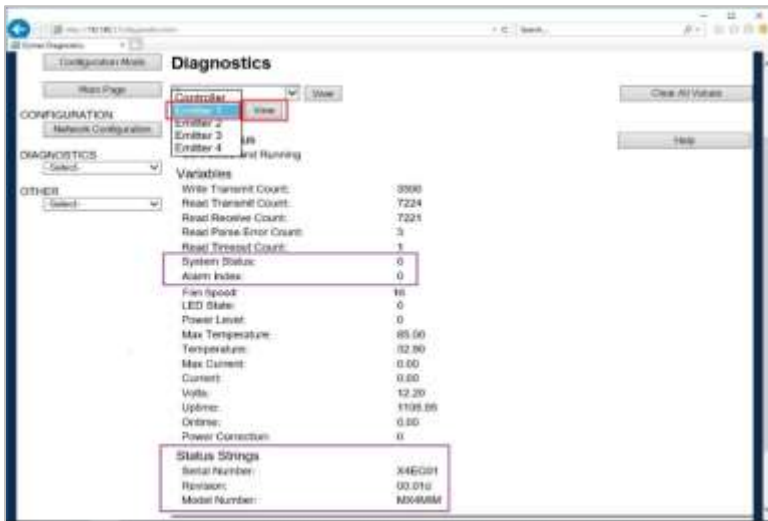 Diagnostics
Configuration Mode
Main Page
View
Clear All Values
Controller
Emitter 1
View
Emitter 2
Emitter 3
Emitter 4
CONFIGURATION
Network Configuration
Help
DIAGNOSTICS
-Select-
and Running
OTHER
-Select-
Variables
Write Transmit Count:
Read Transmit Count: 7224
Read Receive Count: 7221
Read Parse Error Count: 3
Read Timeout Count: 1
System Status: 0
Alarm Index: 0
Fan Speed: 16
LED State: 0
Power Level: 0
Max Temperature: 85.00
Temperature: 32.90
Max Current: 0.00
Current: 0.00
Volts: 12.20
Uptime:
Ontime: 0.00
Power Correction: 0
Status Strings
Serial Number: X4EG01
Revision:
Model Number: